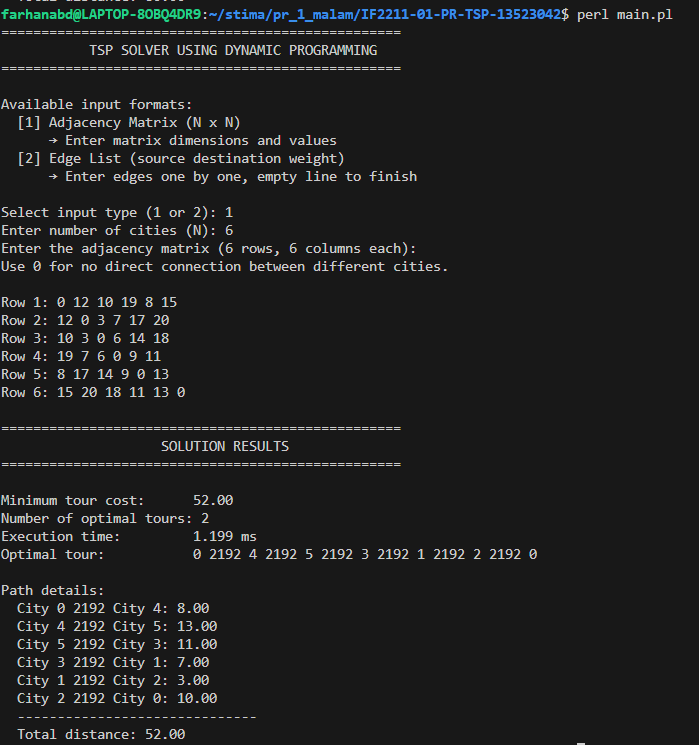 farhanabd@LAPTOP-8OBQ4DR9:~/stima/pr_1_malam/IF2211-01-PR-TSP-13523042$ perl main.pl
==================================================
           TSP SOLVER USING DYNAMIC PROGRAMMING
==================================================

Available input formats:
  [1] Adjacency Matrix (N x N)
      → Enter matrix dimensions and values
  [2] Edge List (source destination weight)
      → Enter edges one by one, empty line to finish

Select input type (1 or 2): 1
Enter number of cities (N): 6
Enter the adjacency matrix (6 rows, 6 columns each):
Use 0 for no direct connection between different cities.

Row 1: 0 12 10 19 8 15
Row 2: 12 0 3 7 17 20
Row 3: 10 3 0 6 14 18
Row 4: 19 7 6 0 9 11
Row 5: 8 17 14 9 0 13
Row 6: 15 20 18 11 13 0

==================================================
                    SOLUTION RESULTS
==================================================

Minimum tour cost:      52.00
Number of optimal tours: 2
Execution time:         1.199 ms
Optimal tour:           0 2192 4 2192 5 2192 3 2192 1 2192 2 2192 0

Path details:
  City 0 2192 City 4: 8.00
  City 4 2192 City 5: 13.00
  City 5 2192 City 3: 11.00
  City 3 2192 City 1: 7.00
  City 1 2192 City 2: 3.00
  City 2 2192 City 0: 10.00
  ------------------------------
  Total distance: 52.00